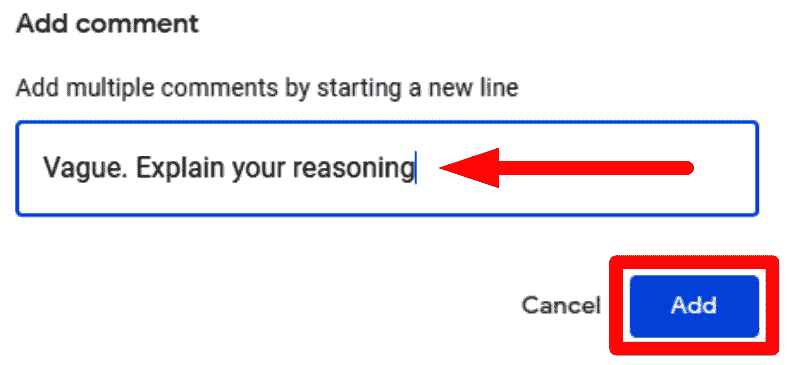 Add comment
Add multiple comments by starting a new line
Vague. Explain your reasoning
Cancel Add